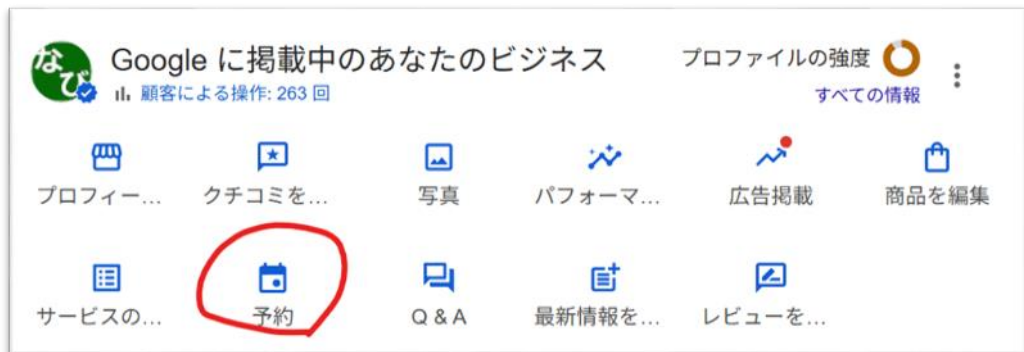 なび
Google に掲載中のあなたのビジネス
顧客による操作: 263 回
プロファイルの強度
すべての情報
プロフィー...
クチコミを...
写真
パフォーマ...
広告掲載
商品を編集
サービスの...
予約
Q & A
最新情報を...
レビューを...